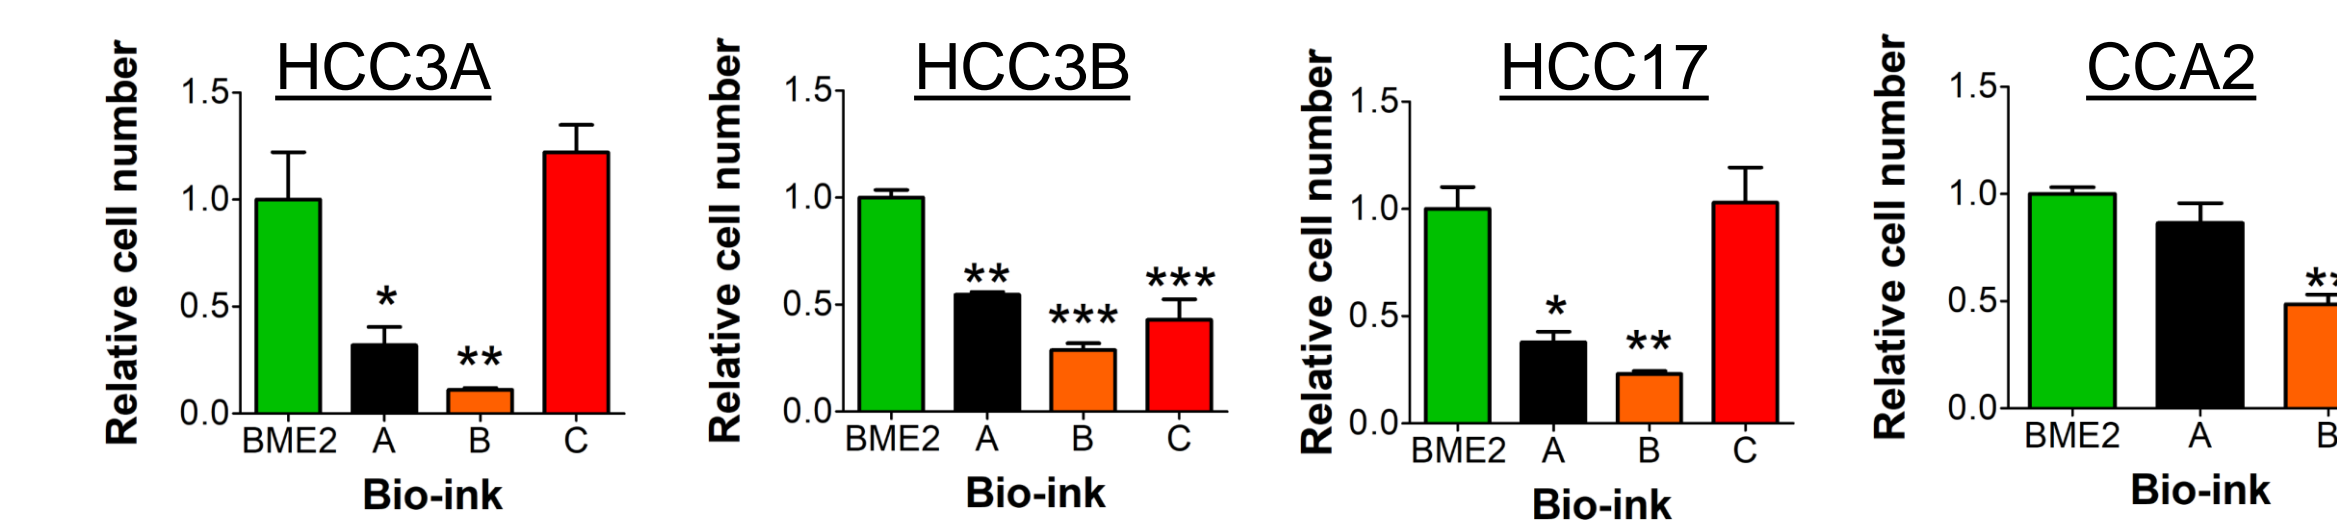 HCC3A
Relative cell number
1.5
1.0
0.5
0.0
*
**
BME2 A B C
Bio-ink
HCC3B
Relative cell number
1.5
1.0
0.5
0.0
**
***
***
BME2 A B C
Bio-ink
HCC17
Relative cell number
1.5
1.0
0.5
0.0
*
**
BME2 A B C
Bio-ink
CCA2
Relative cell number
1.5
1.0
0.5
0.0
**
BME2 A B
Bio-ink